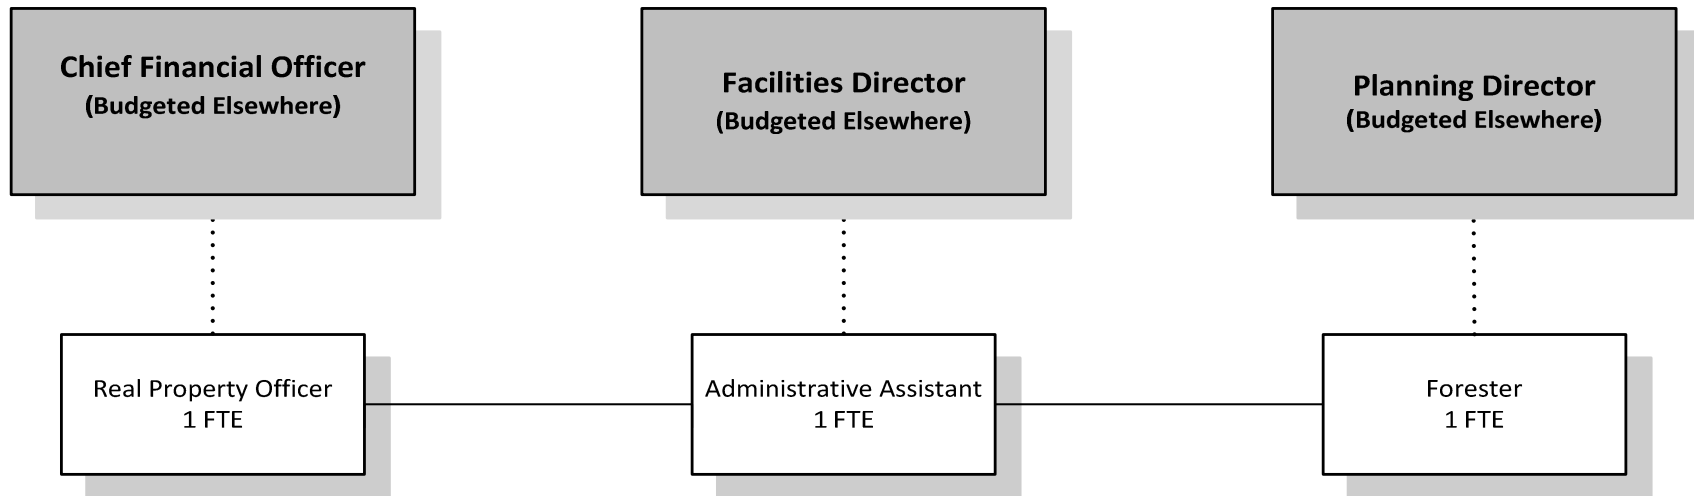 Chief Financial Officer
(Budgeted Elsewhere)
Facilities Director
(Budgeted Elsewhere)
Planning Director
(Budgeted Elsewhere)
Real Property Officer
1 FTE
Administrative Assistant
1 FTE
Forester
1 FTE